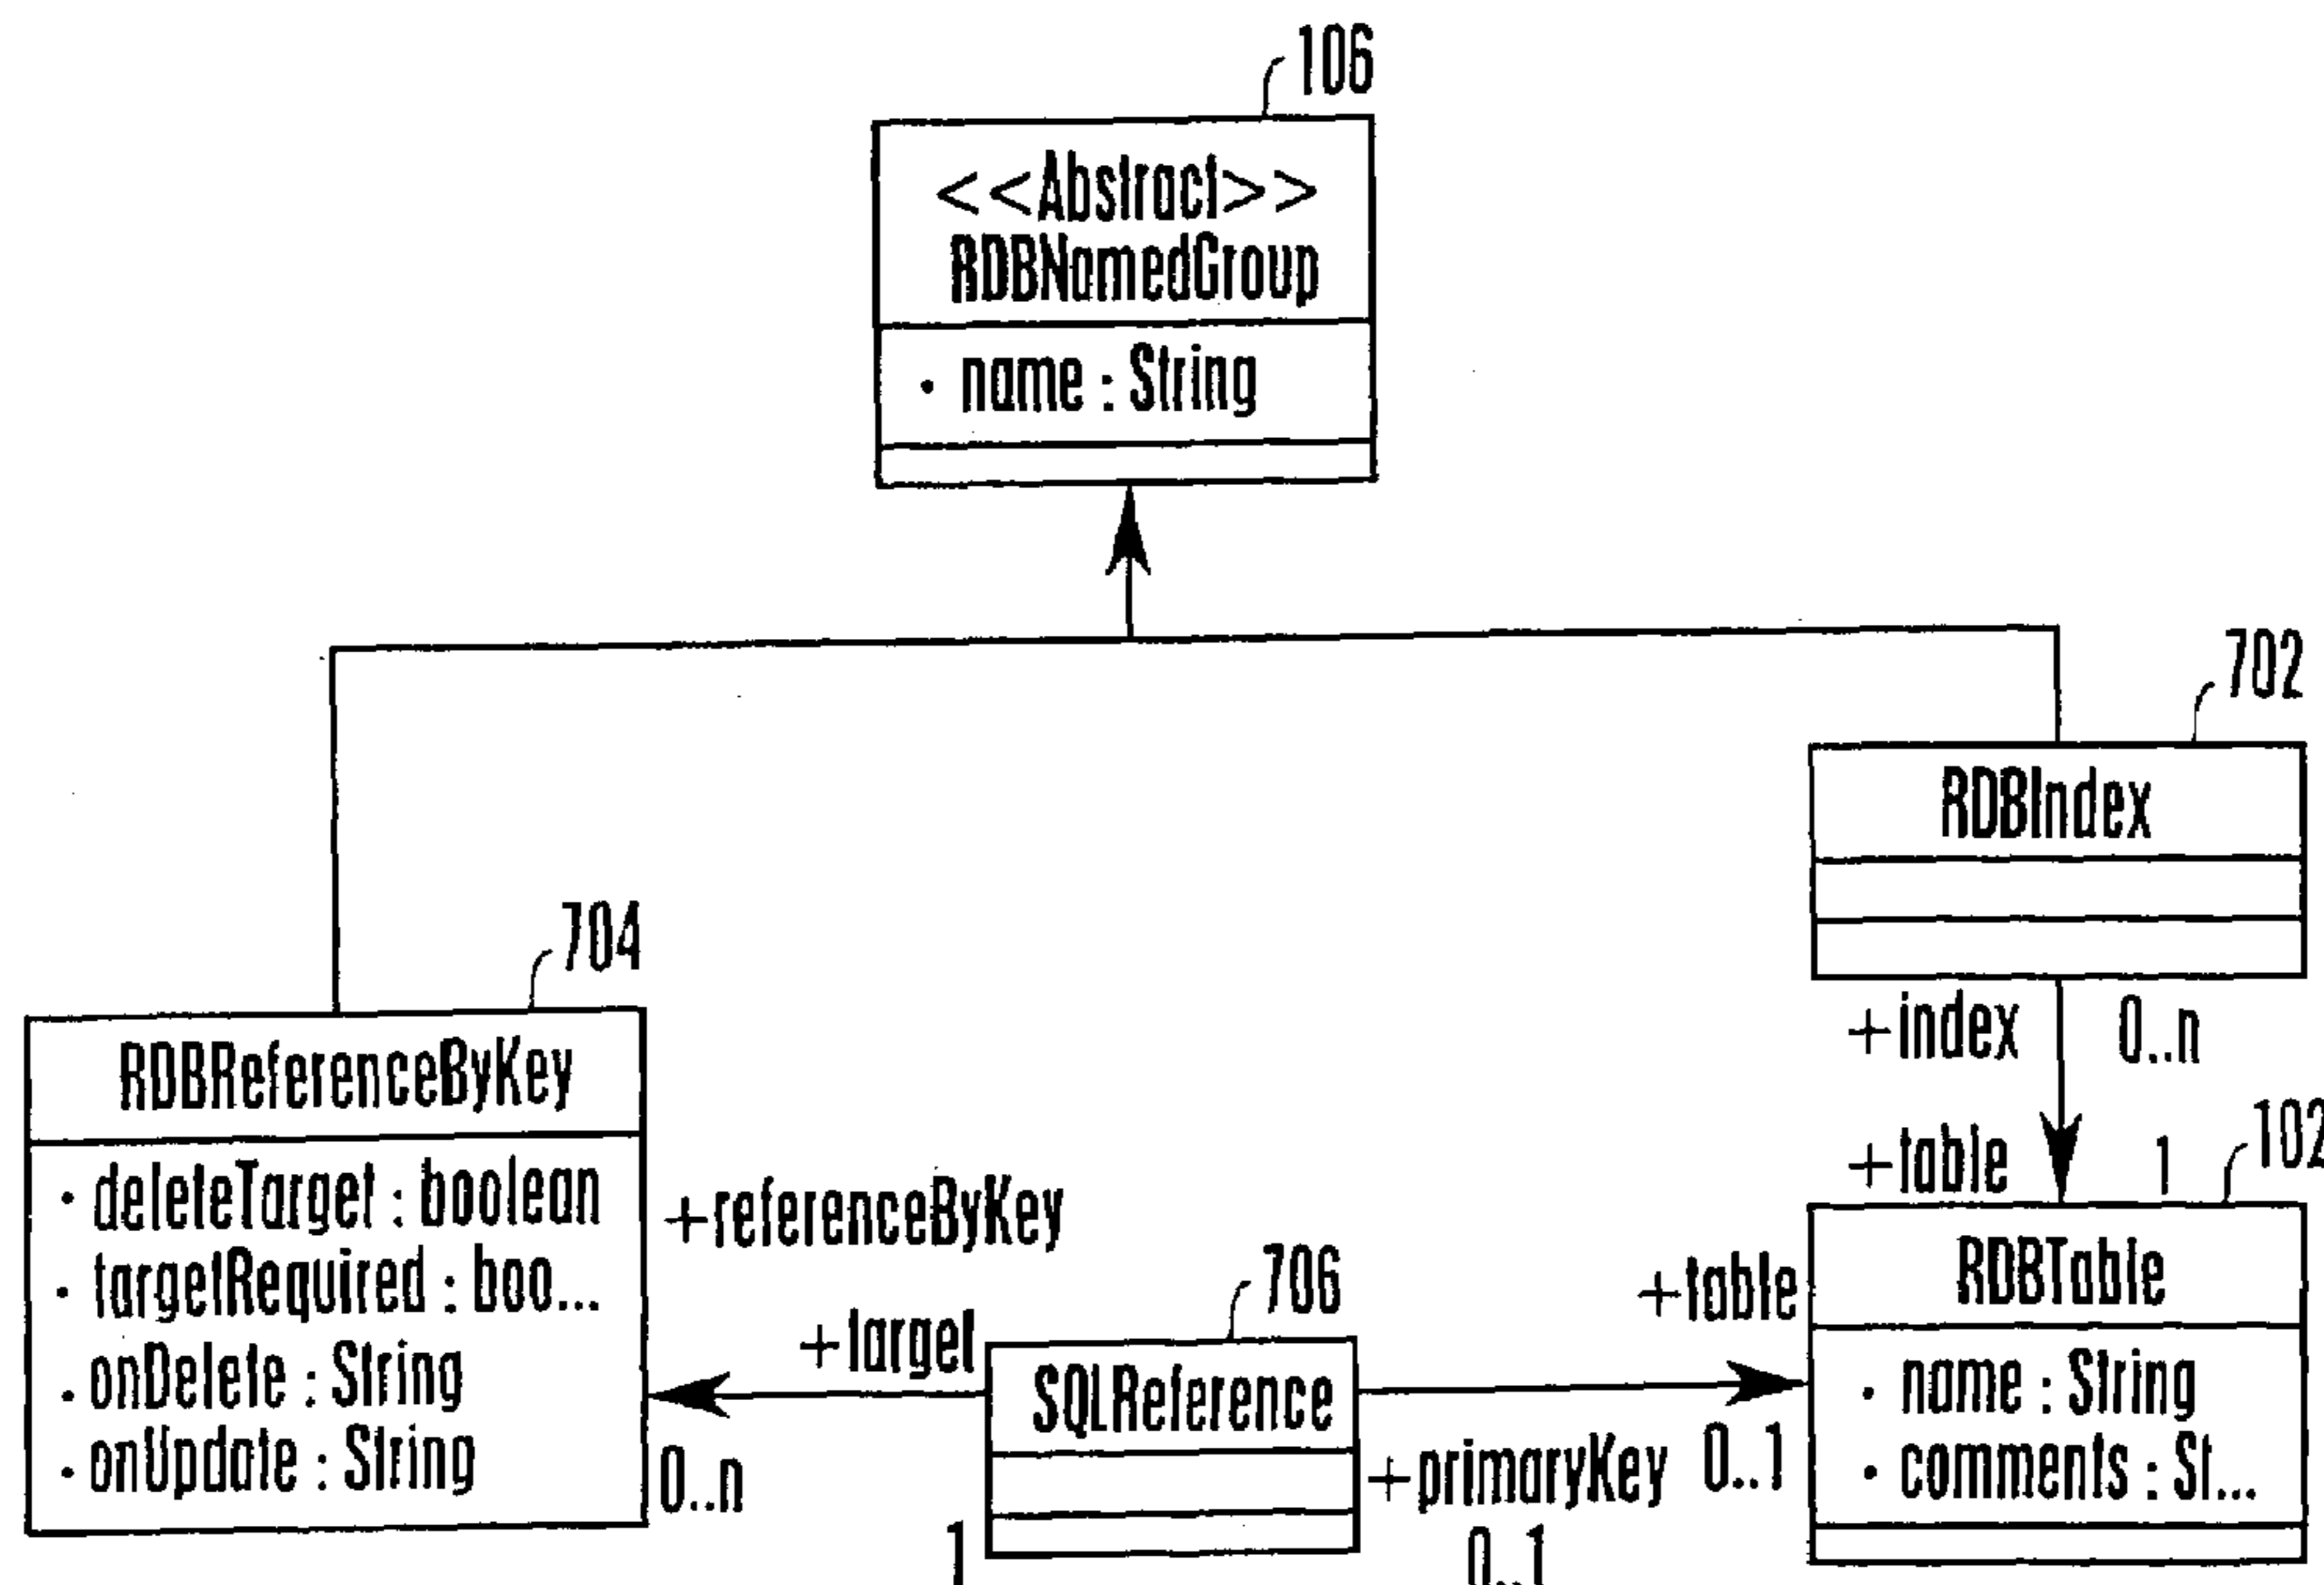 106
<<Abstract>>
RDBNamedGroup
· name : String
702
RDBIndex
704
+index 0..n
RDBReferenceByKey
+table 1 102
· deleteTarget : boolean
+referenceByKey
· targetRequired : boo...
706
+table
RDBTable
+target
· onDelete : String
SQLReference
· name : String
· onUpdate : String
0..n
+primaryKey 0..1
· comments : St...
1
0..1